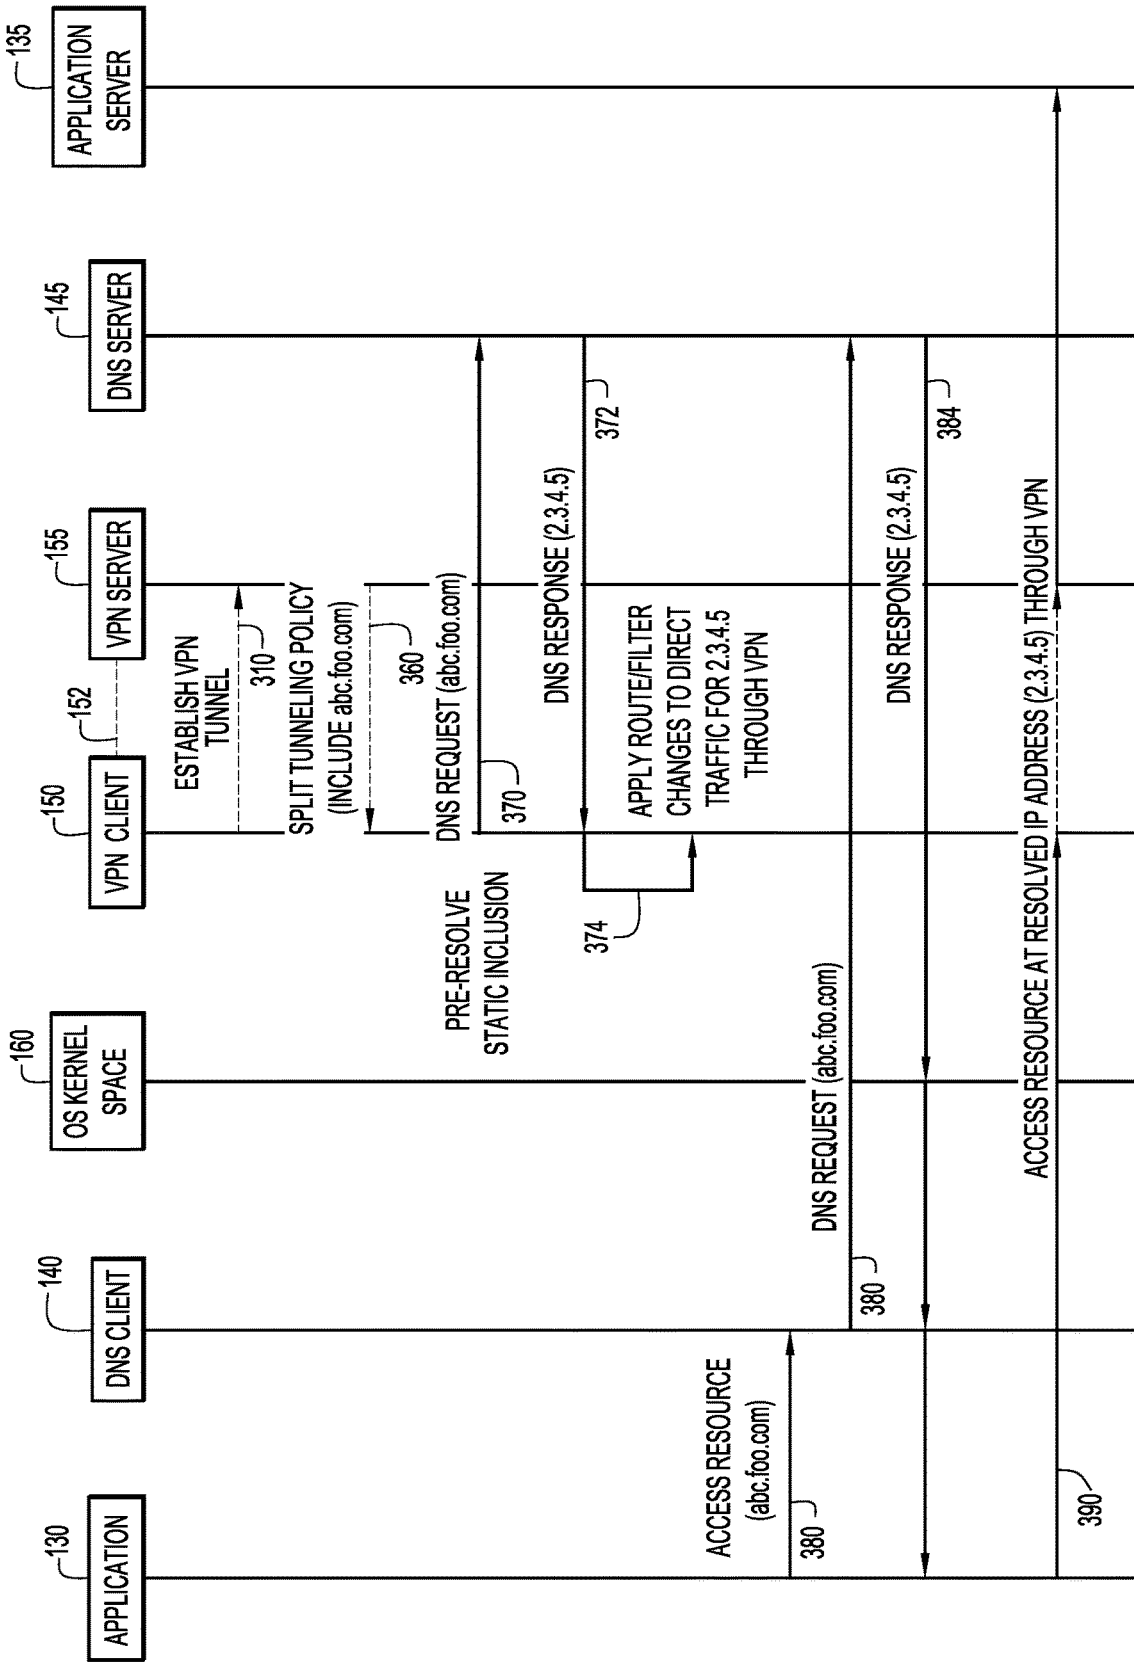 130
APPLICATION
140
DNS CLIENT
160
OS KERNEL
SPACE
150
VPN CLIENT
152
155
VPN SERVER
145
DNS SERVER
135
APPLICATION
SERVER
ESTABLISH VPN
TUNNEL
310
SPLIT TUNNELING POLICY
(INCLUDE abc.foo.com)
360
PRE-RESOLVE
STATIC INCLUSION
DNS REQUEST (abc.foo.com)
370
DNS RESPONSE (2.3.4.5)
372
374
APPLY ROUTE/FILTER
CHANGES TO DIRECT
TRAFFIC FOR 2.3.4.5
THROUGH VPN
ACCESS RESOURCE
(abc.foo.com)
380
DNS REQUEST (abc.foo.com)
380
DNS RESPONSE (2.3.4.5)
384
ACCESS RESOURCE AT RESOLVED IP ADDRESS (2.3.4.5) THROUGH VPN
390